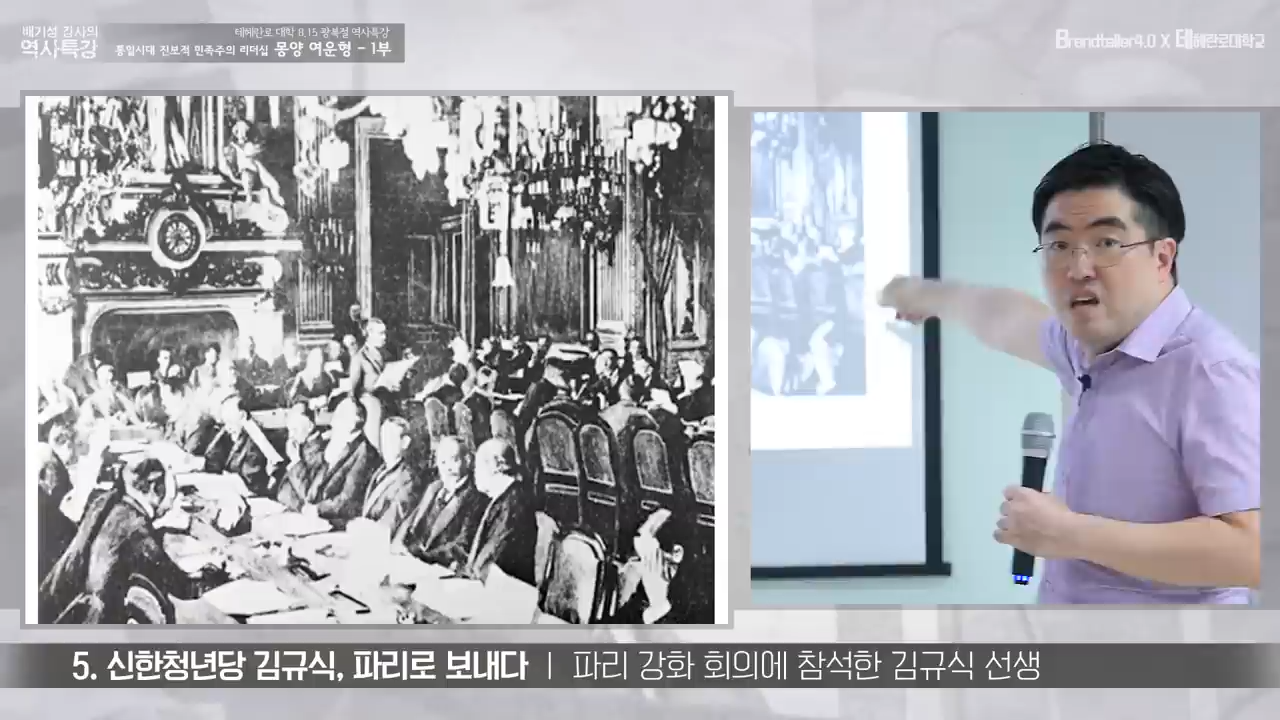 배기성 강사의
역사특강
테헤란로 대학 8.15 광복절 역사특강
통일시대 진보적 민족주의 리더십 몽양 여운형 - 1부
Brandtaller4.0 X 테헤란로대학교
5. 신한청년당 김규식, 파리로 보내다 | 파리 강화 회의에 참석한 김규식 선생